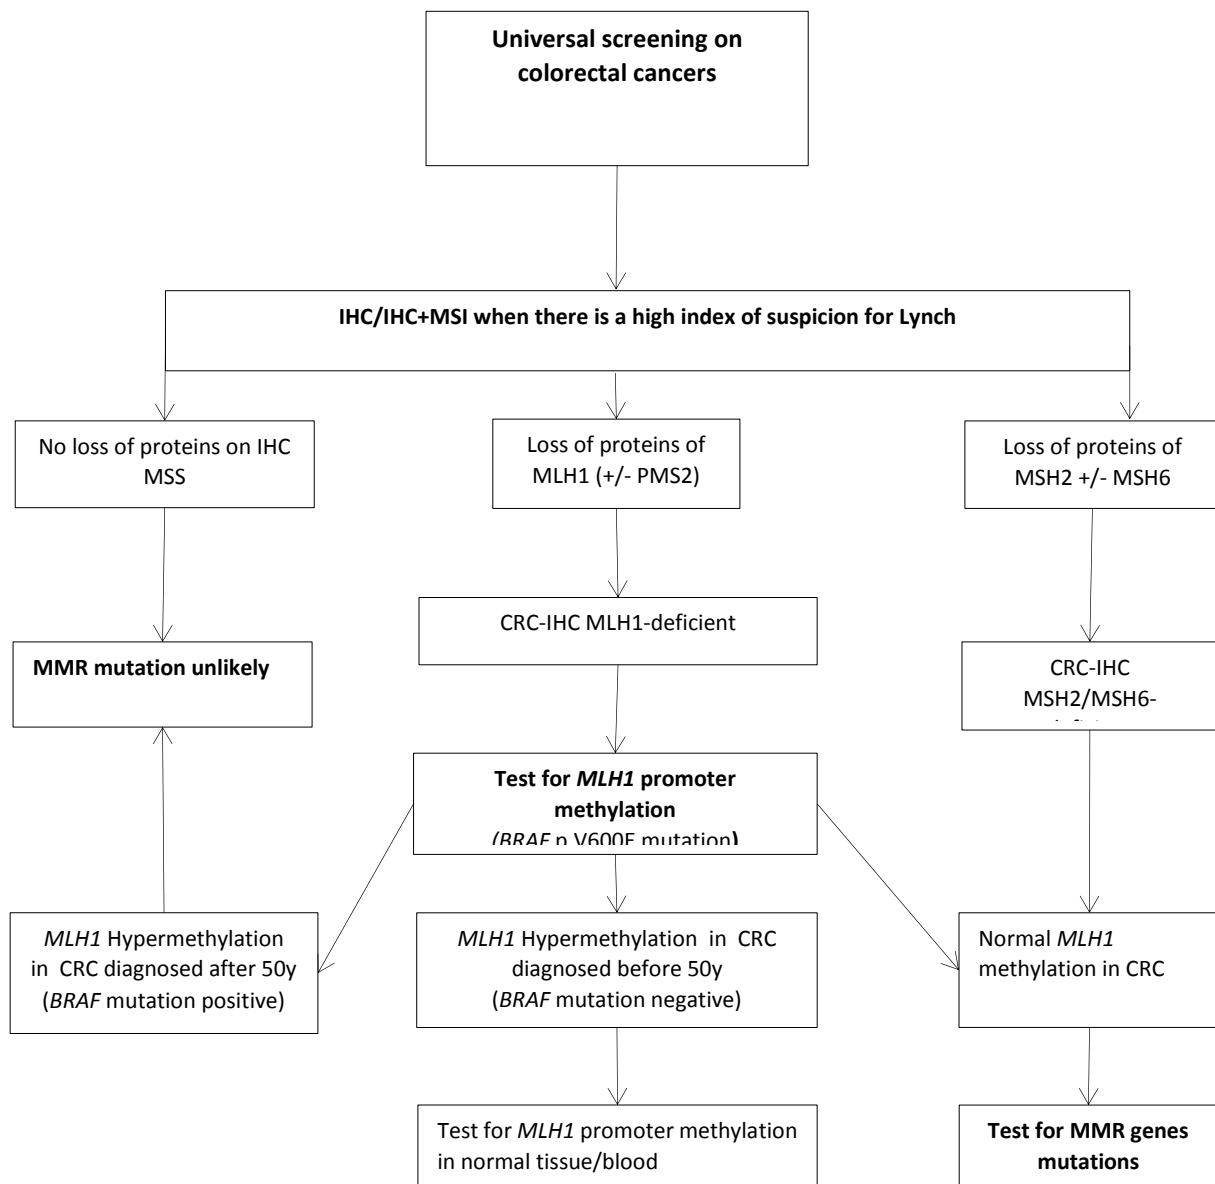 Universal screening on
colorectal cancers
IHC/IHC+MSI when there is a high index of suspicion for Lynch
No loss of proteins on IHC
MSS
Loss of proteins of
MLH1 (+/- PMS2)
Loss of proteins of
MSH2 +/- MSH6
CRC-IHC MLH1-deficient
MMR mutation unlikely
CRC-IHC
MSH2/MSH6-
Test for MLH1 promoter
methylation
(BRAF p.V600E mutation)
MLH1 Hypermethylation
in CRC diagnosed after 50y
(BRAF mutation positive)
MLH1 Hypermethylation in CRC
diagnosed before 50y
(BRAF mutation negative)
Normal MLH1
methylation in CRC
Test for MLH1 promoter methylation
in normal tissue/blood
Test for MMR genes
mutations